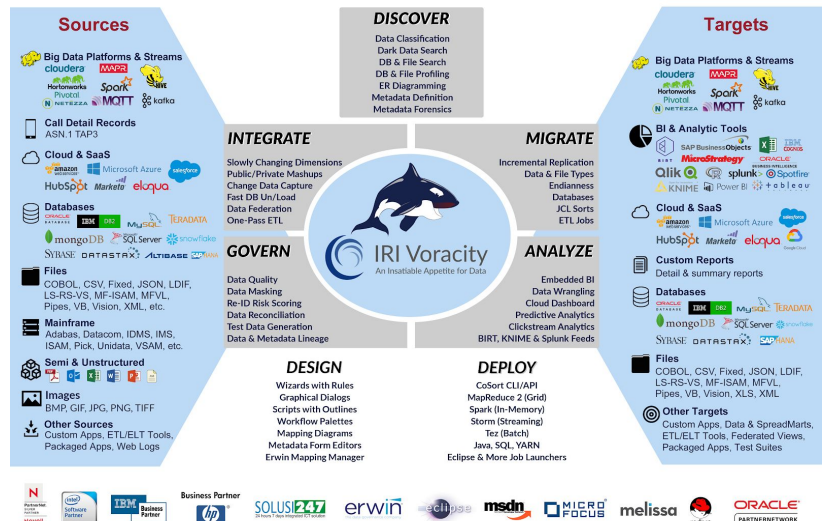 Sources
Big Data Platforms & Streams
cloudera MAPR
HIVE
Hortonworks Spark
Pivotal
NETEZZA MQTT kafka
Call Detail Records
ASN.1 TAP3
Cloud & SaaS
amazon Microsoft Azure salesforce
HubSpot Marketo eloqua
Databases
ORACLE DATABASE IBM DB2 MySQL TERADATA
mongoDB SQL Server snowflake
SYBASE DATASTAX ALTIBASE SAP HANA
Files
COBOL, CSV, Fixed, JSON, LDIF,
LS-RS-VS, MF-ISAM, MFVL,
Pipes, VB, Vision, XML, etc.
Mainframe
Adabas, Datacom, IDMS, IMS,
ISAM, Pick, Unidata, VSAM, etc.
Semi & Unstructured
Images
BMP, GIF, JPG, PNG, TIFF
Other Sources
Custom Apps, ETL/ELT Tools,
Packaged Apps, Web Logs
DISCOVER
Data Classification
Dark Data Search
DB & File Search
DB & File Profiling
ER Diagramming
Metadata Definition
Metadata Forensics
INTEGRATE
Slowly Changing Dimensions
Public/Private Mashups
Change Data Capture
Fast DB Un/Load
Data Federation
One-Pass ETL
MIGRATE
Incremental Replication
Data & File Types
Endianness
Databases
JCL Sorts
ETL Jobs
IRI Voracity
An Insatiable Appetite for Data
GOVERN
Data Quality
Data Masking
Re-ID Risk Scoring
Data Reconciliation
Test Data Generation
Data & Metadata Lineage
ANALYZE
Embedded BI
Data Wrangling
Cloud Dashboard
Predictive Analytics
Clickstream Analytics
BIRT, KNIME & Splunk Feeds
DESIGN
Wizards with Rules
Graphical Dialogs
Scripts with Outlines
Workflow Palettes
Mapping Diagrams
Metadata Form Editors
Erwin Mapping Manager
DEPLOY
CoSort CLI/API
MapReduce 2 (Grid)
Spark (In-Memory)
Storm (Streaming)
Tez (Batch)
Java, SQL, YARN
Eclipse & More Job Launchers
Targets
Big Data Platforms & Streams
cloudera MAPR
HIVE
Hortonworks Spark
Pivotal
NETEZZA MQTT kafka
BI & Analytic Tools
SAP BusinessObjects IBM COGNOS
BIRT MicroStrategy ORACLE
BUSINESS INTELLIGENCE
Qlik splunk> Spotfire
KNIME Power BI + a b l e a u
Cloud & SaaS
amazon Microsoft Azure salesforce
HubSpot Marketo eloqua Google Cloud
Custom Reports
Detail & summary reports
Databases
ORACLE DATABASE IBM DB2 MySQL TERADATA
mongoDB SQL Server snowflake
SYBASE DATASTAX SAP HANA
Files
COBOL, CSV, Fixed, JSON, LDIF,
LS-RS-VS, MF-ISAM, MFVL,
Pipes, VB, Vision, XLS, XML
Other Targets
Custom Apps, Data & SpreadMarts,
ETL/ELT Tools, Federated Views,
Packaged Apps, Test Suites
N intel Software Partner IBM Business Partner Business Partner hp SOLUSI247 erwin eclipse msdn MICRO FOCUS melissa ORACLE
PARTNERNETWORK